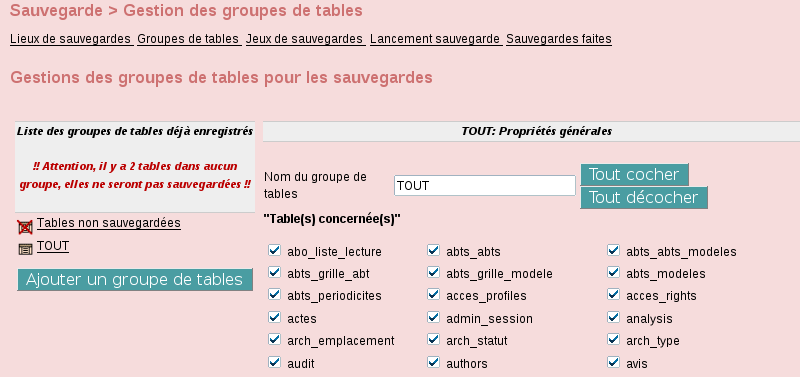 Sauvegarde > Gestion des groupes de tables
Lieux de sauvegardes Groupes de tables Jeux de sauvegardes Lancement sauvegarde Sauvegardes faites
Gestions des groupes de tables pour les sauvegardes
Liste des groupes de tables déjà enregistrés
!! Attention, il y a 2 tables dans aucun
groupe, elles ne seront pas sauvegardées !!
Tables non sauvegardées
TOUT
Ajouter un groupe de tables
TOUT: Propriétés générales
Nom du groupe de
tables
TOUT
Tout cocher
Tout décocher
"Table(s) concernée(s)"
abo_liste_lecture abts_abts abts_abts_modeles
abts_grille_abt abts_grille_modele abts_modeles
abts_periodicites acces_profiles acces_rights
actes admin_session analysis
arch_emplacement arch_statut arch_type
audit authors avis